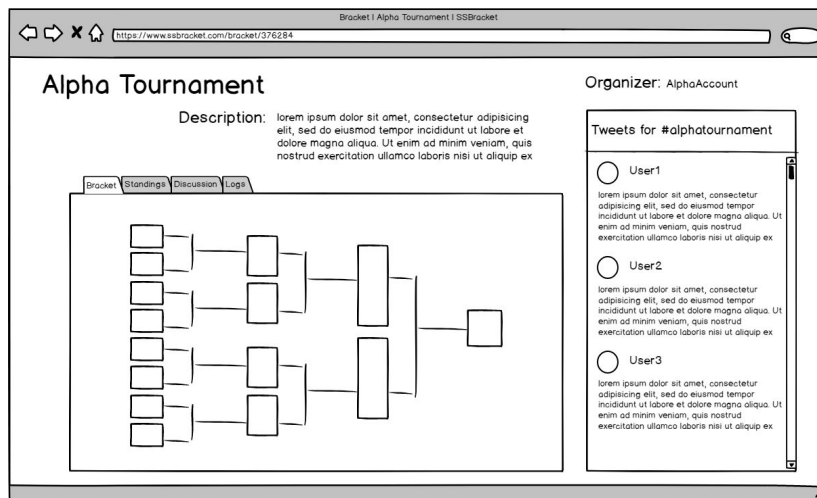 Bracket | Alpha Tournament | SSBracket
https://www.ssbracket.com/bracket/376284
Alpha Tournament
Description:
lorem ipsum dolor sit amet, consectetur adipisicing
elit, sed do eiusmod tempor incididunt ut labore et
dolore magna aliqua. Ut enim ad minim veniam, quis
nostrud exercitation ullamco laboris nisi ut aliquip ex
Bracket
Standings
Discussion
Logs
Organizer: AlphaAccount
Tweets for #alphatournament
User1
lorem ipsum dolor sit amet, consectetur
adipisicing elit, sed do eiusmod tempor
incididunt ut labore et dolore magna aliqua. Ut
enim ad minim veniam, quis nostrud
exercitation ullamco laboris nisi ut aliquip ex
User2
lorem ipsum dolor sit amet, consectetur
adipisicing elit, sed do eiusmod tempor
incididunt ut labore et dolore magna aliqua. Ut
enim ad minim veniam, quis nostrud
exercitation ullamco laboris nisi ut aliquip ex
User3
lorem ipsum dolor sit amet, consectetur
adipisicing elit, sed do eiusmod tempor
incididunt ut labore et dolore magna aliqua. Ut
enim ad minim veniam, quis nostrud
exercitation ullamco laboris nisi ut aliquip ex